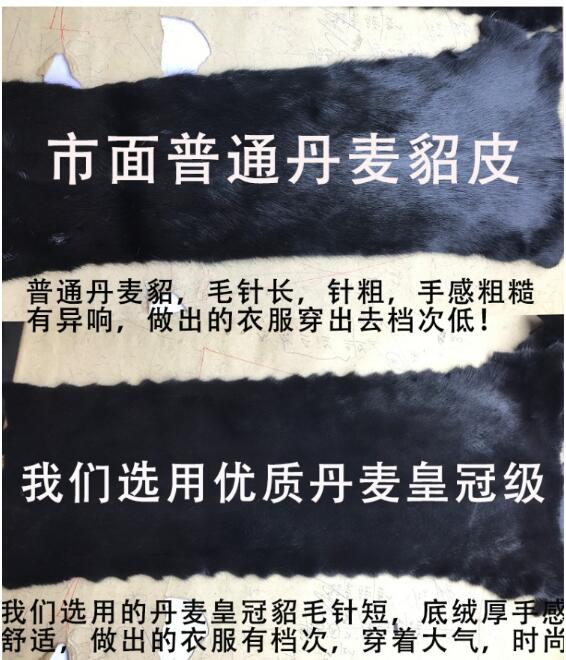 市面普通丹麦貂皮
普通丹麦貂，毛针长，针粗，手感粗糙
有异响，做出的衣服穿出去档次低！
我们选用优质丹麦皇冠级
我们选用的丹麦皇冠貂毛针短，底绒厚手感
舒适，做出的衣服有档次，穿着大气，时尚